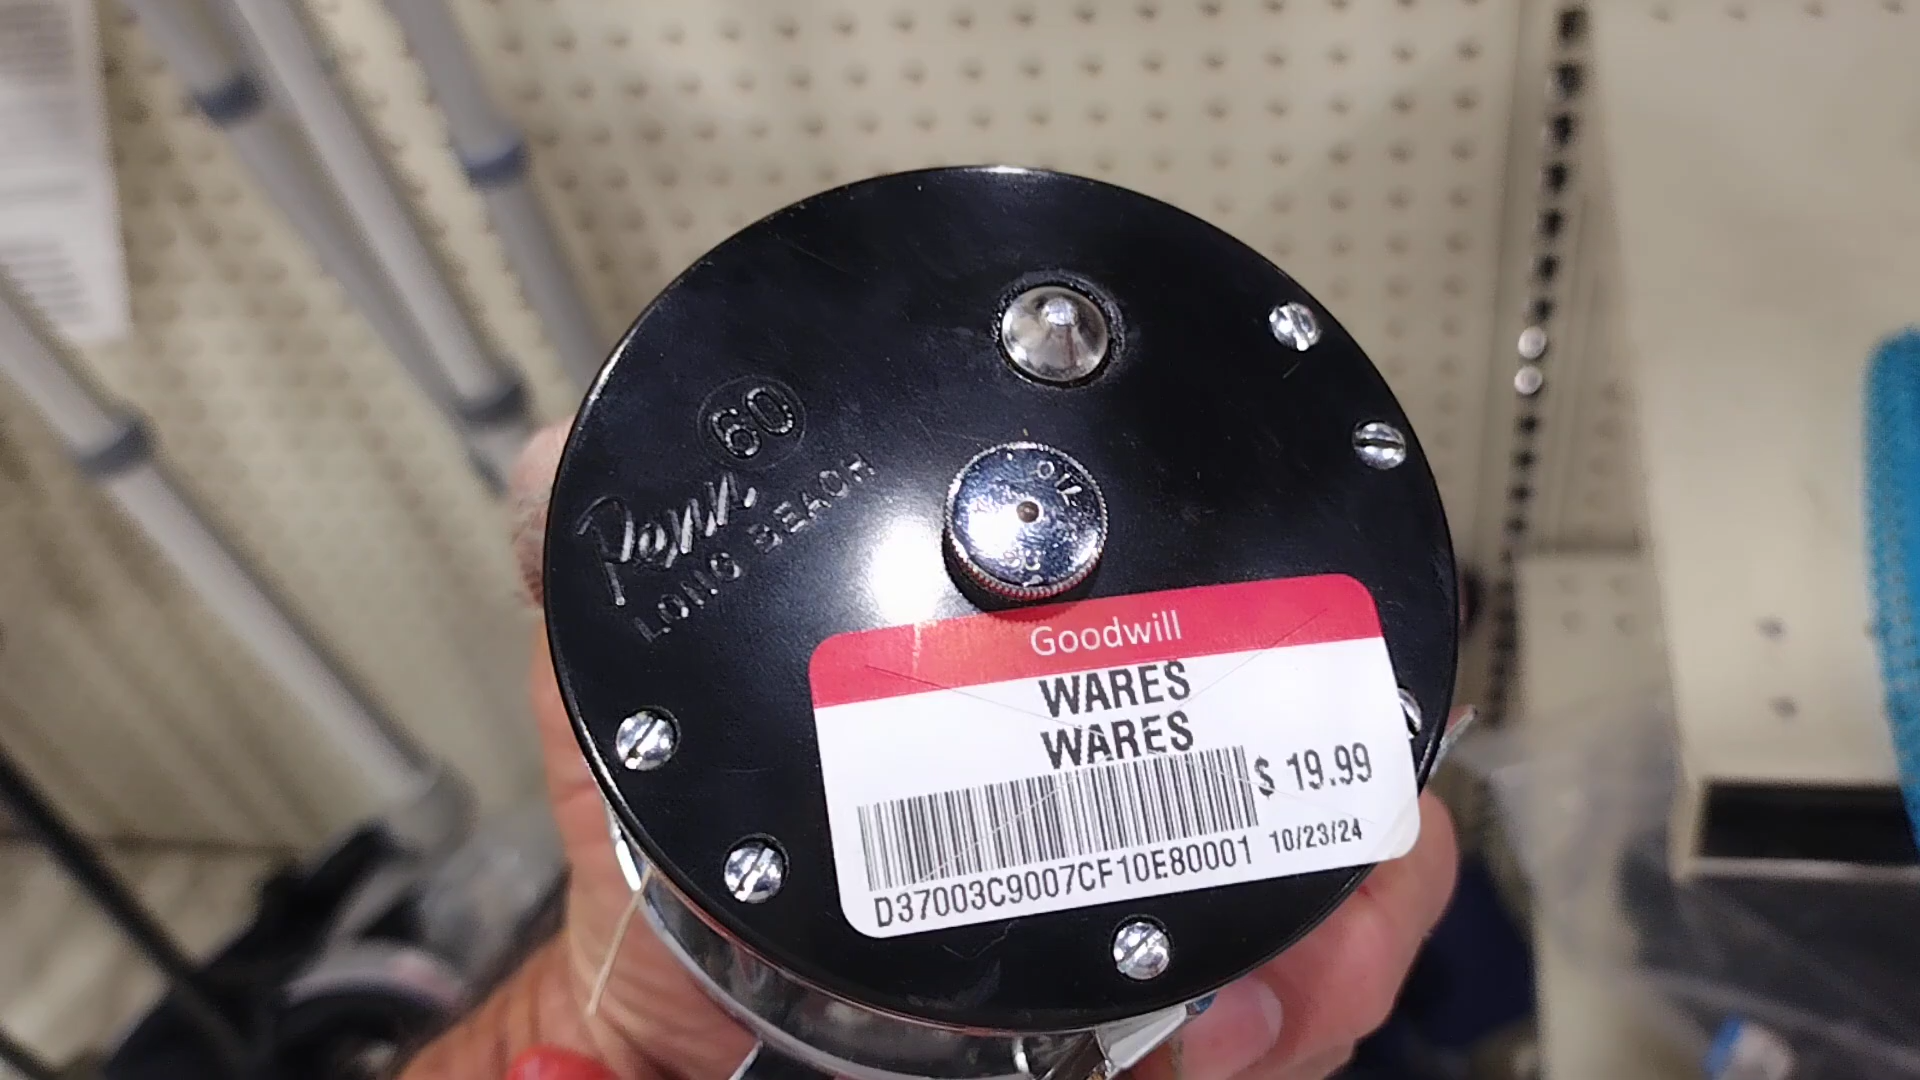 60
Penn
LONG BEACH
OIL
Goodwill
WARES
WARES
$ 19.99
10/23/24
D37003C9007CF10E80001